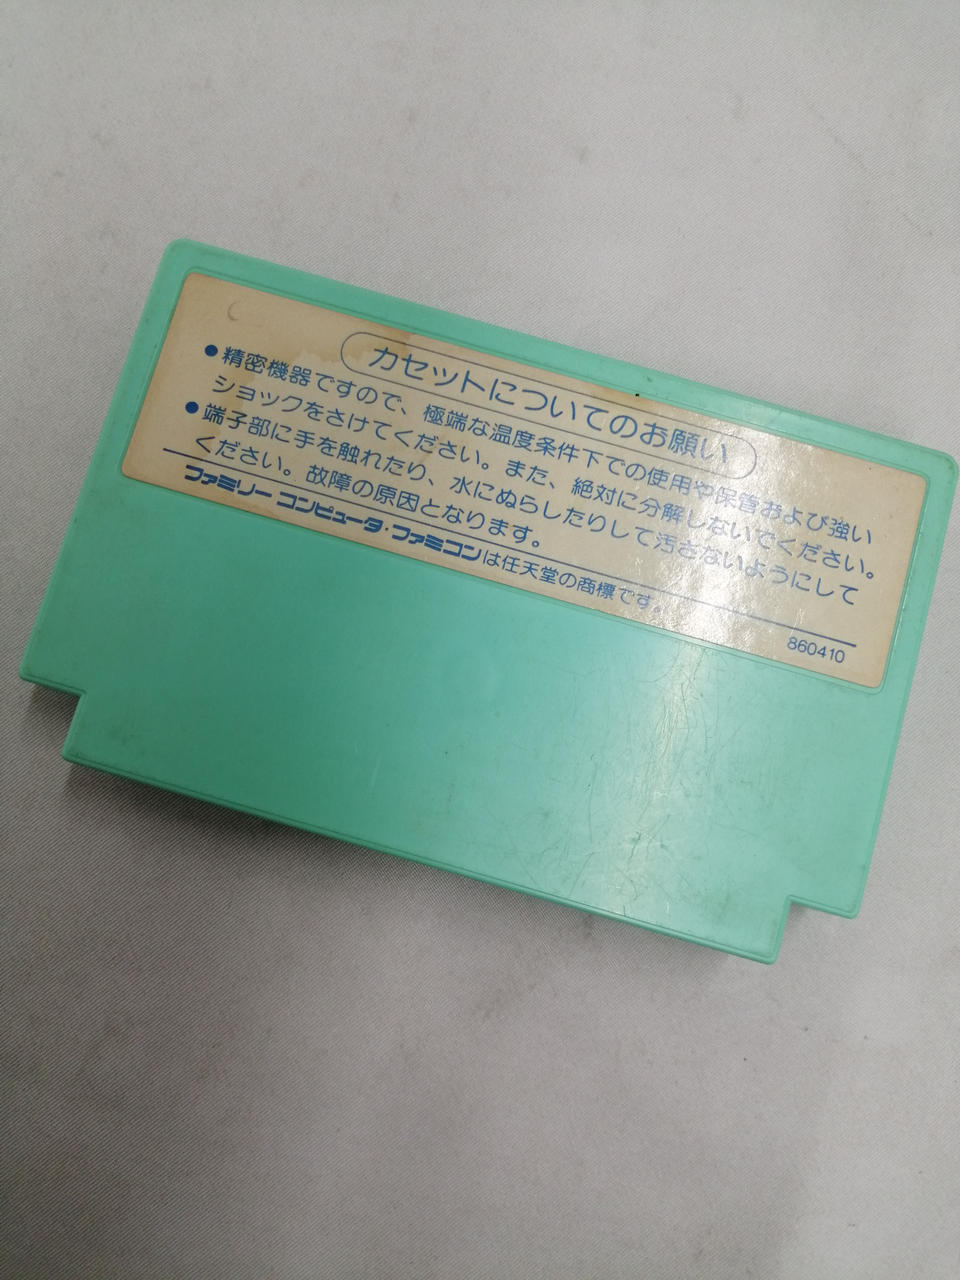 カセットについてのお願い
●精密機器ですので、極端な温度条件下での使用や保管および強い
ショックをさけてください。また、絶対に分解しないでください。
●端子部に手を触れたり、水にぬらしたりして汚さないようにして
ください。故障の原因となります。
ファミリー コンピュータ・ファミコンは任天堂の商標です。
860410